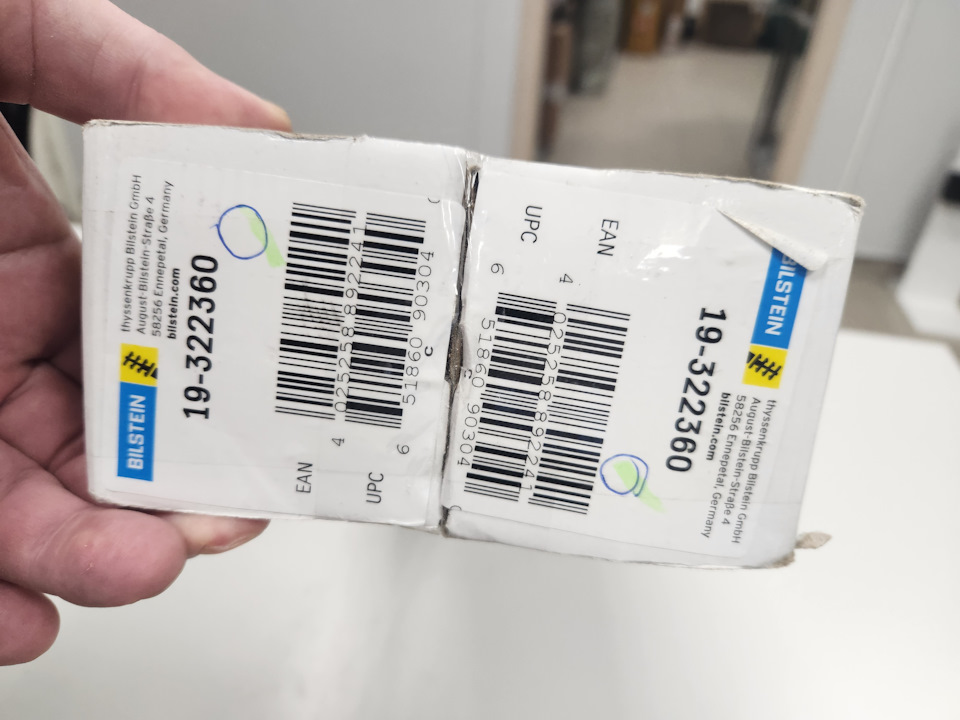 BILSTEIN
thyssenkrupp Bilstein GmbH
August-Bilstein-Straße 4
58256 Ennepetal, Germany
bilstein.com
19-322360
EAN
4 025258 892241
UPC
6 51860 90304
BILSTEIN
thyssenkrupp Bilstein GmbH
August-Bilstein-Straße 4
58256 Ennepetal, Germany
bilstein.com
19-322360
EAN
4 025258 892241
UPC
6 51860 90304